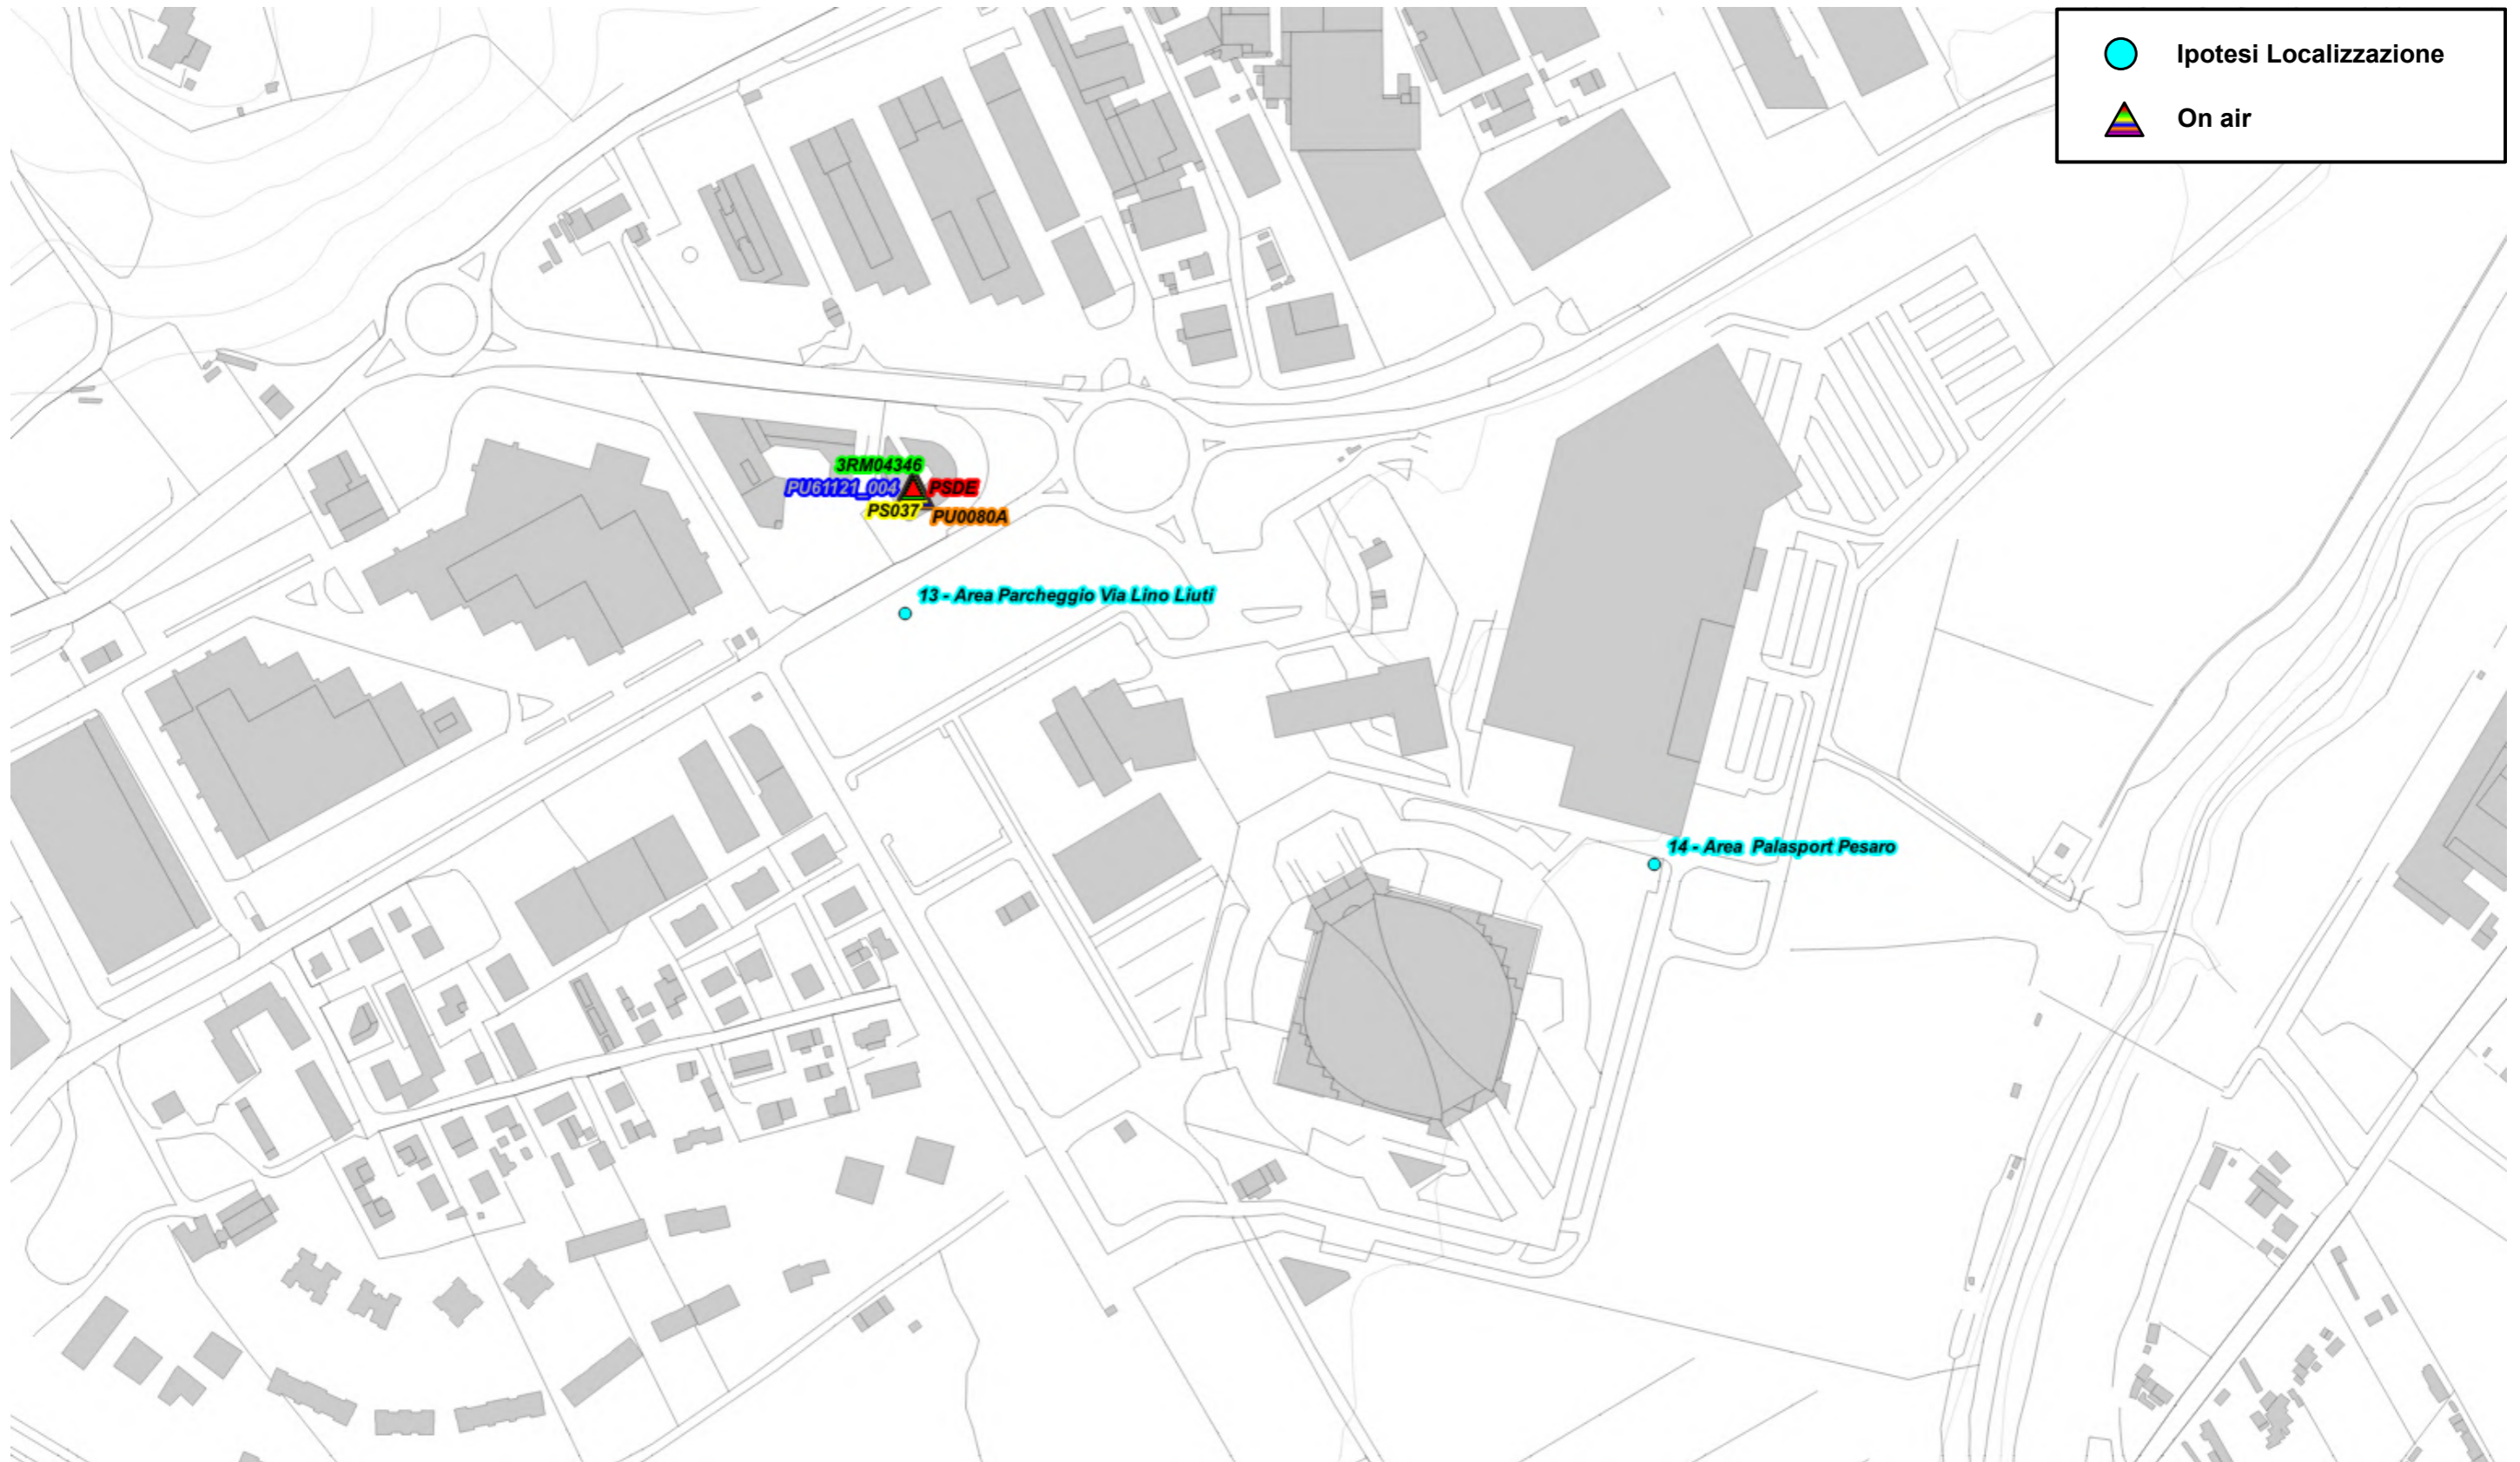 Ipotesi Localizzazione
On air
3RM04346
PU61121_004
PSDE
PS037
PU0080A
13 - Area Parcheggio Via Lino Liuti
14 - Area Palasport Pesaro